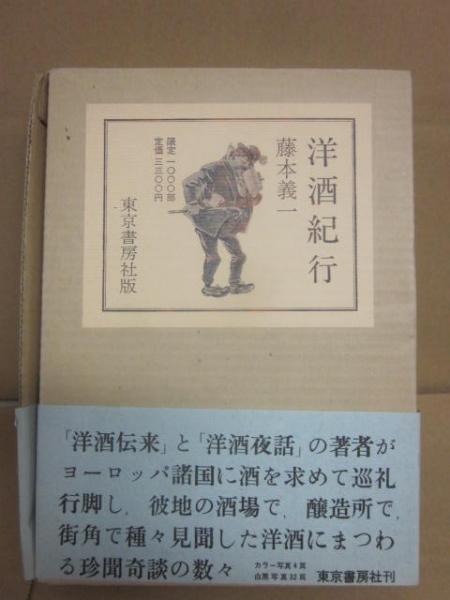 洋酒紀行
藤本義一
限定 一〇〇〇部
定価 三三〇〇円
東京書房社版
「洋酒伝来」と「洋酒夜話」の著者が
ヨーロッパ諸国に酒を求めて巡礼
行脚し，彼地の酒場で，醸造所で，
街角で種々見聞した洋酒にまつわ
る珍聞奇談の数々
カラー写真4頁
白黒写真32頁
東京書房社刊